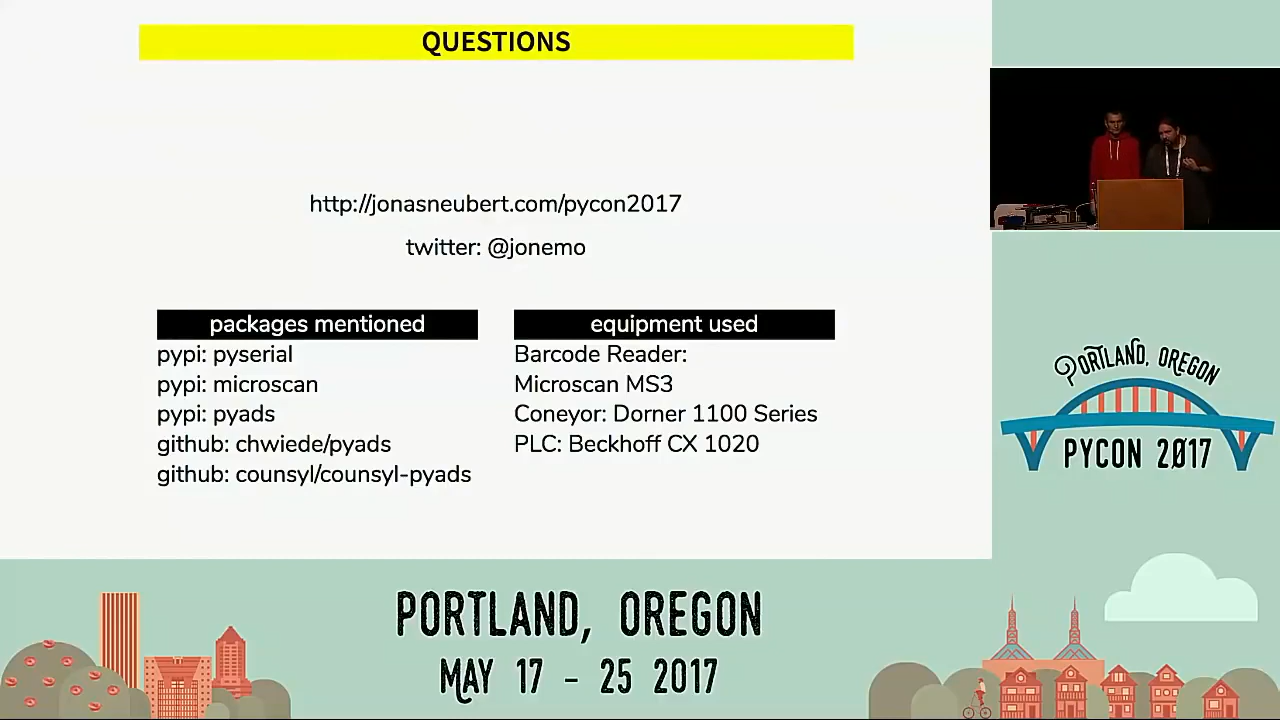 QUESTIONS
http://jonasneubert.com/pycon2017
twitter: @jonemo
packages mentioned
pypi: pyserial
pypi: microscan
pypi: pyads
github: chwiede/pyads
github: counsyl/counsyl-pyads
equipment used
Barcode Reader:
Microscan MS3
Coneyor: Dorner 1100 Series
PLC: Beckhoff CX 1020
PORTLAND, OREGON
PYCON 2017
PORTLAND, OREGON
MAY 17 - 25 2017